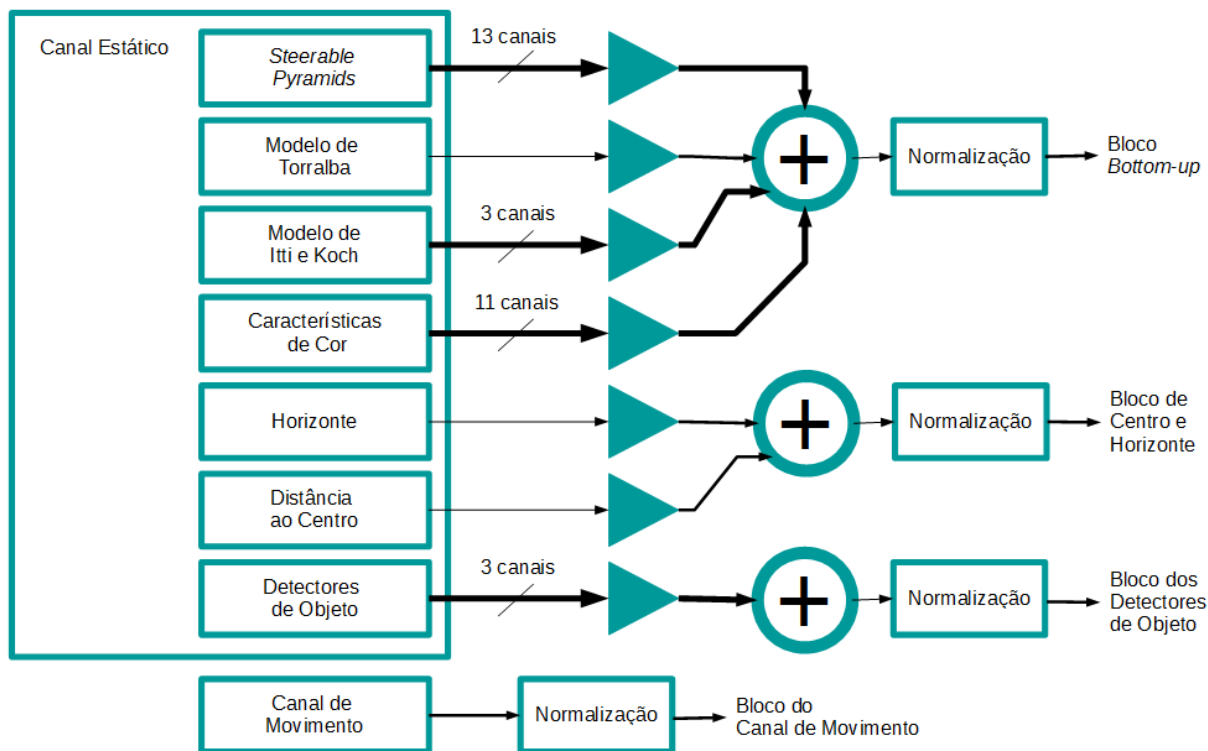 Canal Estático
Steerable
Pyramids
13 canais
Modelo de
Torralba
Normalização
Bloco
Bottom-up
Modelo de
Itti e Koch
3 canais
Características
de Cor
11 canais
Horizonte
Normalização
Bloco de
Centro e
Horizonte
Distância
ao Centro
Detectores
de Objeto
3 canais
Normalização
Bloco dos
Detectores
de Objeto
Canal de
Movimento
Normalização
Bloco do
Canal de Movimento